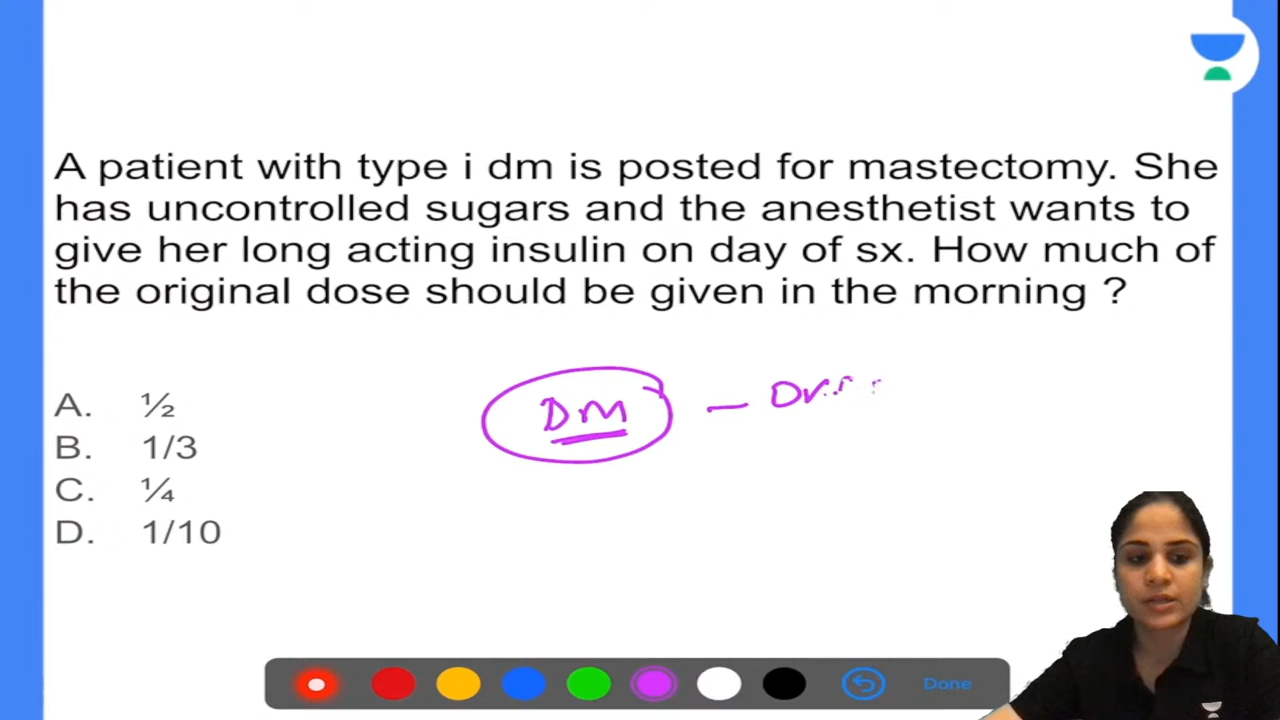 A patient with type i dm is posted for mastectomy. She
has uncontrolled sugars and the anesthetist wants to
give her long acting insulin on day of sx. How much of
the original dose should be given in the morning ?
DM –
A. ½
B. 1/3
C. ¼
D. 1/10
Done